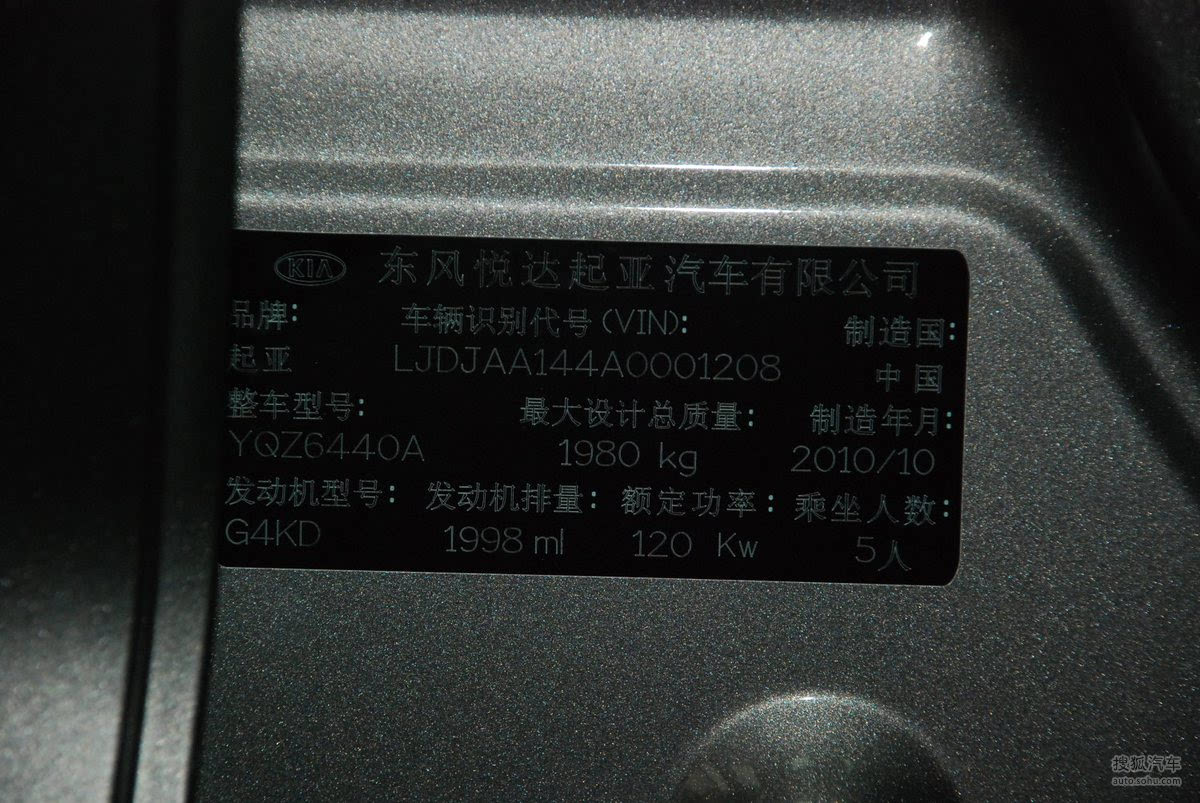 KIA 东风悦达起亚汽车有限公司
品牌: 车辆识别代号(VIN): 制造国:
起亚 LJDJAA144A0001208 中国
整车型号: 最大设计总质量: 制造年月:
YQZ6440A 1980 kg 2010/10
发动机型号: 发动机排量: 额定功率: 乘坐人数:
G4KD 1998 ml 120 Kw 5人
搜狐汽车
auto.sohu.com